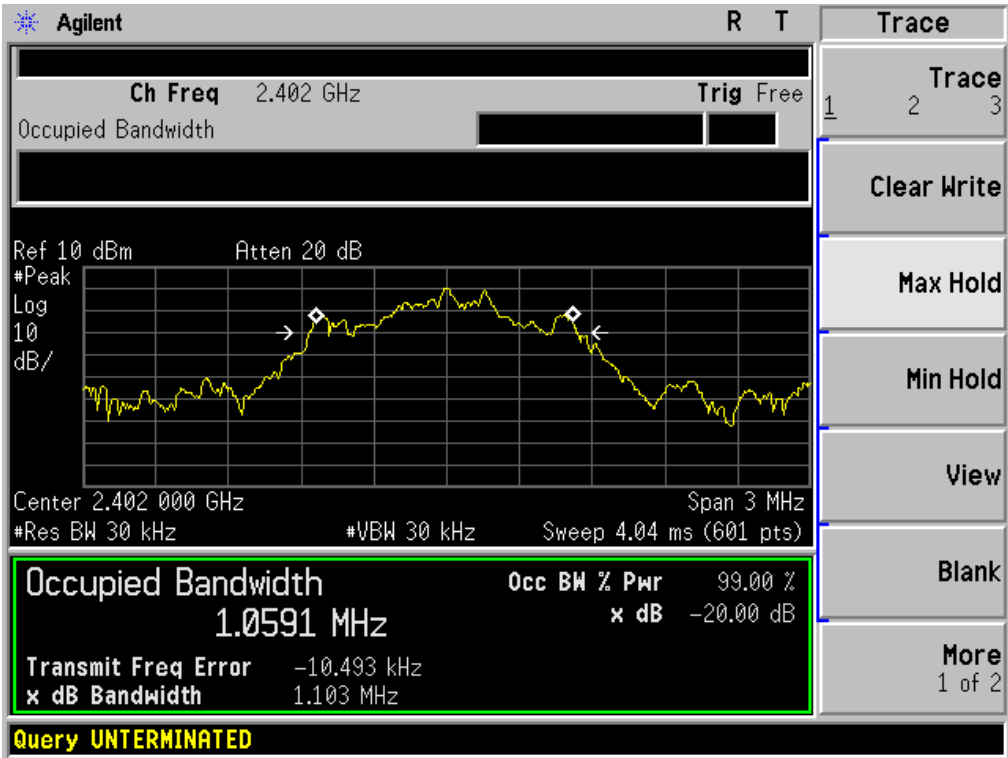 Agilent
R T
Trace
Ch Freq 2.402 GHz
Trig Free
Occupied Bandwidth
Trace
1 2 3
Clear Write
Max Hold
Min Hold
View
Blank
More
1 of 2
Ref 10 dBm
Atten 20 dB
#Peak
Log
10
dB/
Center 2.402 000 GHz
Span 3 MHz
#Res BW 30 kHz
#VBW 30 kHz
Sweep 4.04 ms (601 pts)
Occupied Bandwidth
1.0591 MHz
Occ BW % Pwr 99.00 %
x dB -20.00 dB
Transmit Freq Error -10.493 kHz
x dB Bandwidth 1.103 MHz
Query UNTERMINATED